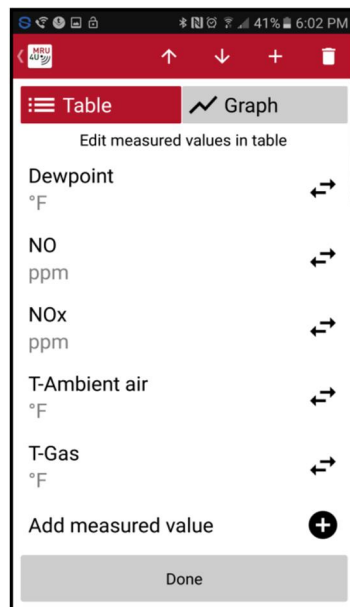 41% 6:02 PM
MRU
4U
Table
Graph
Edit measured values in table
Dewpoint
°F
NO
ppm
NOx
ppm
T-Ambient air
°F
T-Gas
°F
Add measured value
Done